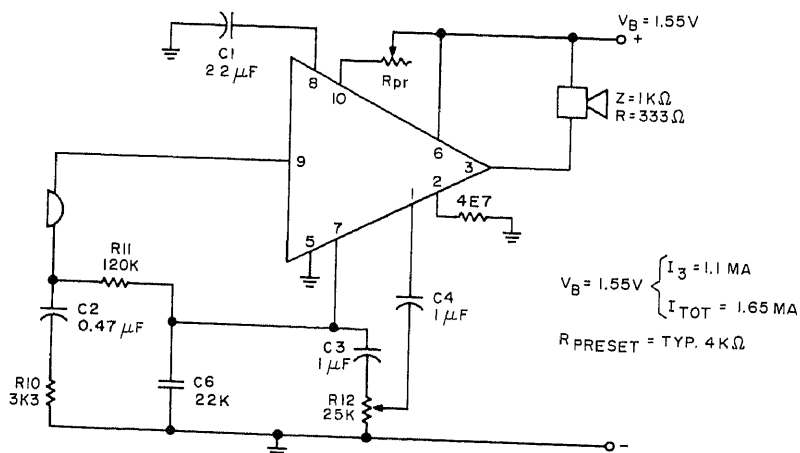 V_B = 1.55V
+
C1
22 μF
8
10
Rpr
Z = 1KΩ
R = 333Ω
6
9
3
2
1
4E7
7
5
R11
120K
C2
0.47 μF
C4
1 μF
V_B = 1.55V { I_3 = 1.1 MA
I_TOT = 1.65 MA
R_PRESET = TYP. 4KΩ
C3
1 μF
R10
3K3
C6
22K
R12
25K
-